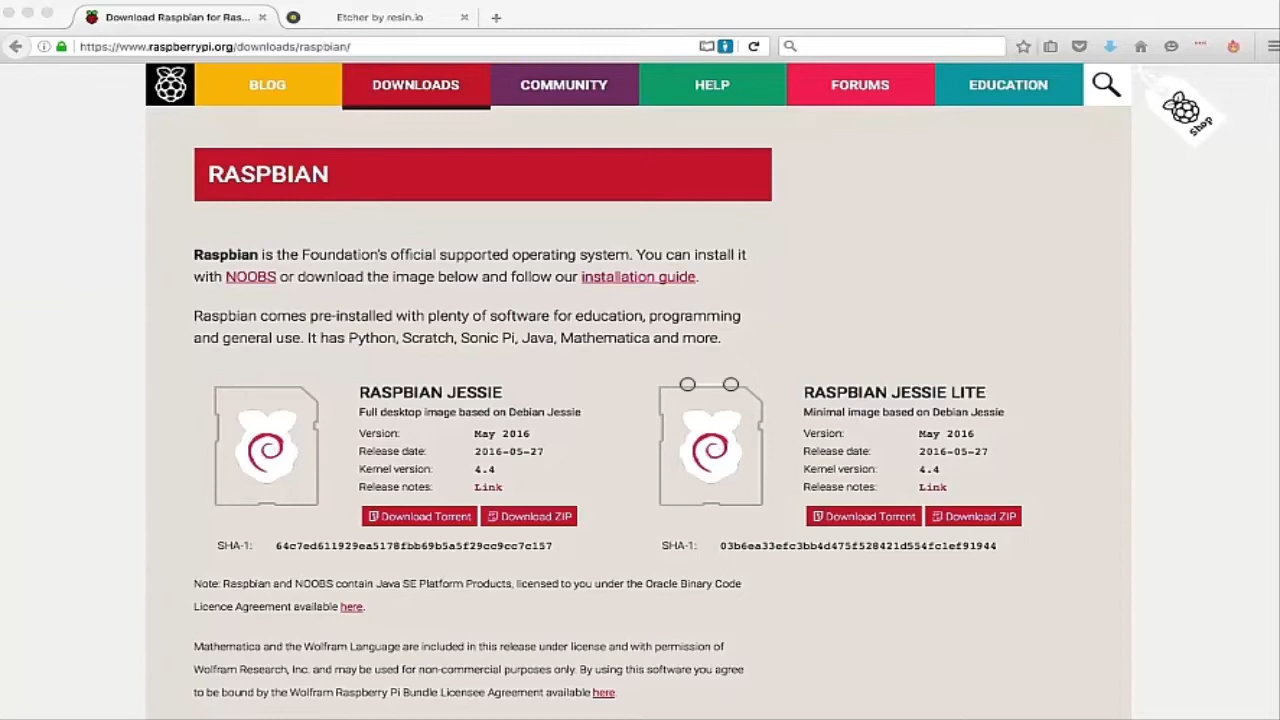 Download Raspbian for Ras...
Etcher by resin.io
https://www.raspberrypi.org/downloads/raspbian/
BLOG
DOWNLOADS
COMMUNITY
HELP
FORUMS
EDUCATION
shop
RASPBIAN
Raspbian is the Foundation's official supported operating system. You can install it
with NOOBS or download the image below and follow our installation guide.
Raspbian comes pre-installed with plenty of software for education, programming
and general use. It has Python, Scratch, Sonic Pi, Java, Mathematica and more.
RASPBIAN JESSIE
Full desktop image based on Debian Jessie
Version: May 2016
Release date: 2016-05-27
Kernel version: 4.4
Release notes: Link
Download Torrent Download ZIP
SHA-1: 64c7ed611929ea5178fbb69b5a5f29cc9cc7c157
RASPBIAN JESSIE LITE
Minimal image based on Debian Jessie
Version: May 2016
Release date: 2016-05-27
Kernel version: 4.4
Release notes: Link
Download Torrent Download ZIP
SHA-1: 03b6ea33efc3bb4d475f528421d554fc1ef91944
Note: Raspbian and NOOBS contain Java SE Platform Products, licensed to you under the Oracle Binary Code
Licence Agreement available here.
Mathematica and the Wolfram Language are included in this release under license and with permission of
Wolfram Research, Inc. and may be used for non-commercial purposes only. By using this software you agree
to be bound by the Wolfram Raspberry Pi Bundle Licensee Agreement available here.